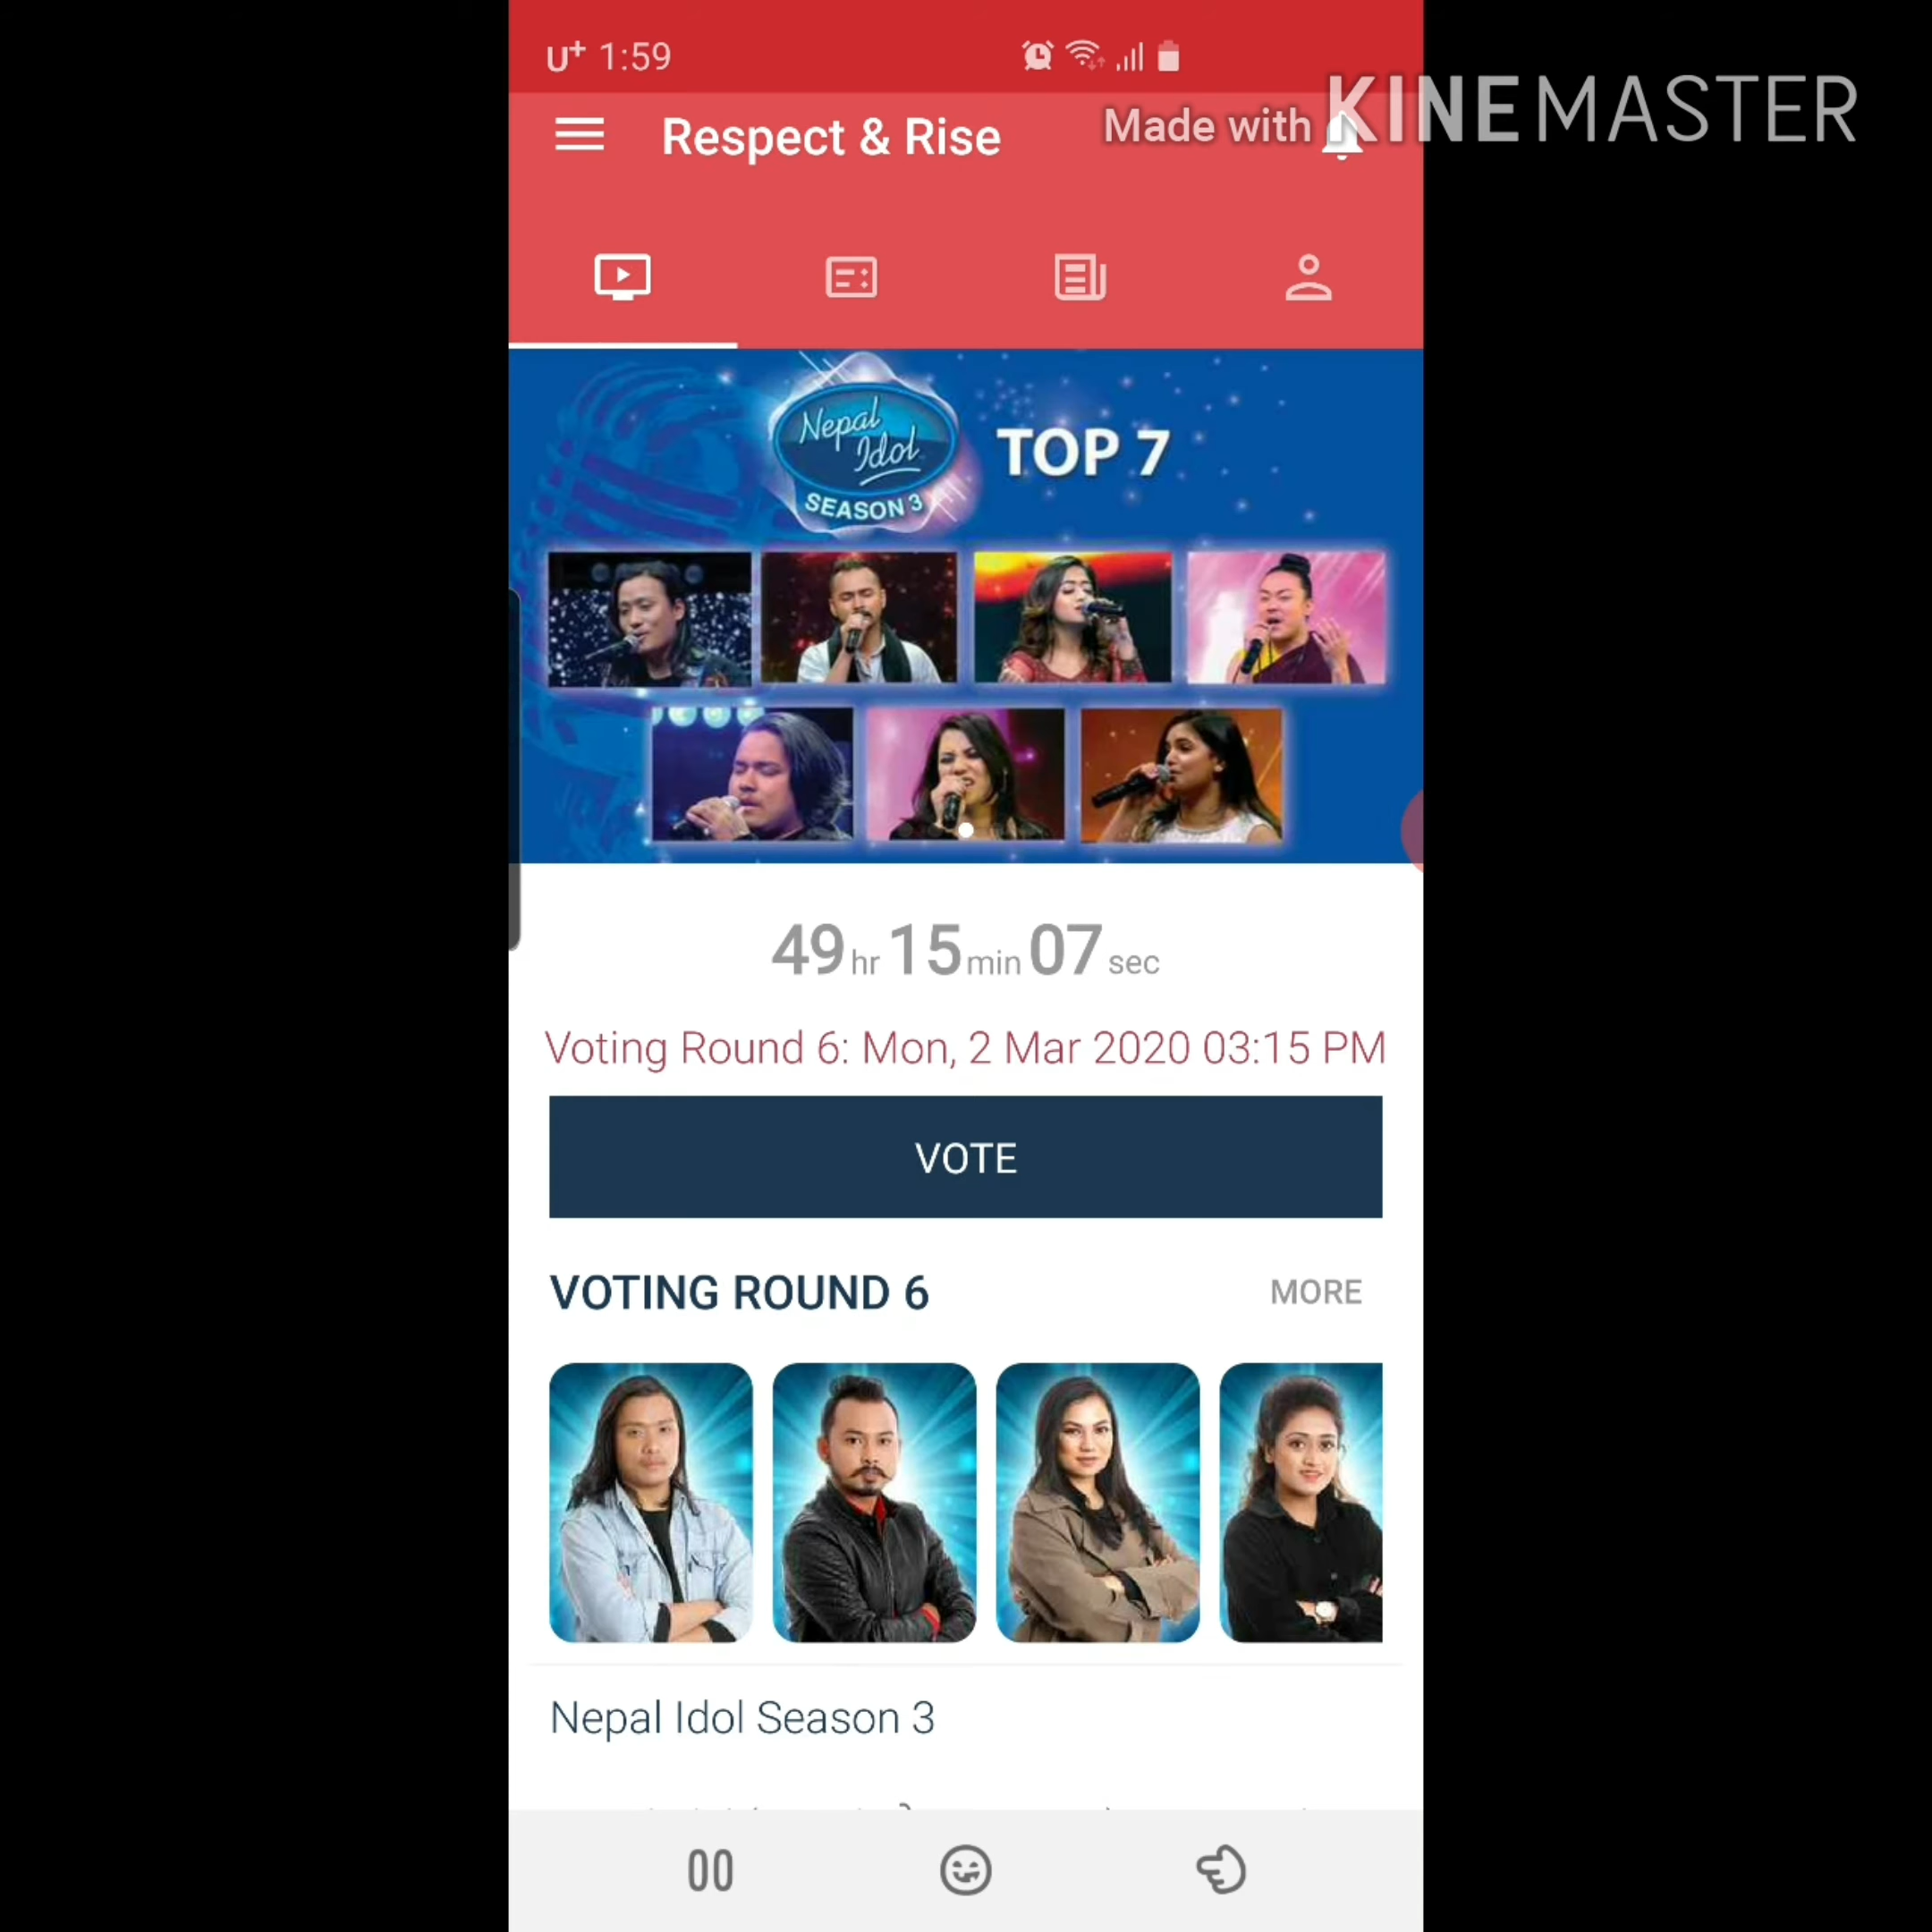 U+ 1:59
Made with KINEMASTER
Respect & Rise
Nepal
Idol
SEASON 3
TOP 7
49 hr 15 min 07 sec
Voting Round 6: Mon, 2 Mar 2020 03:15 PM
VOTE
VOTING ROUND 6
MORE
Nepal Idol Season 3